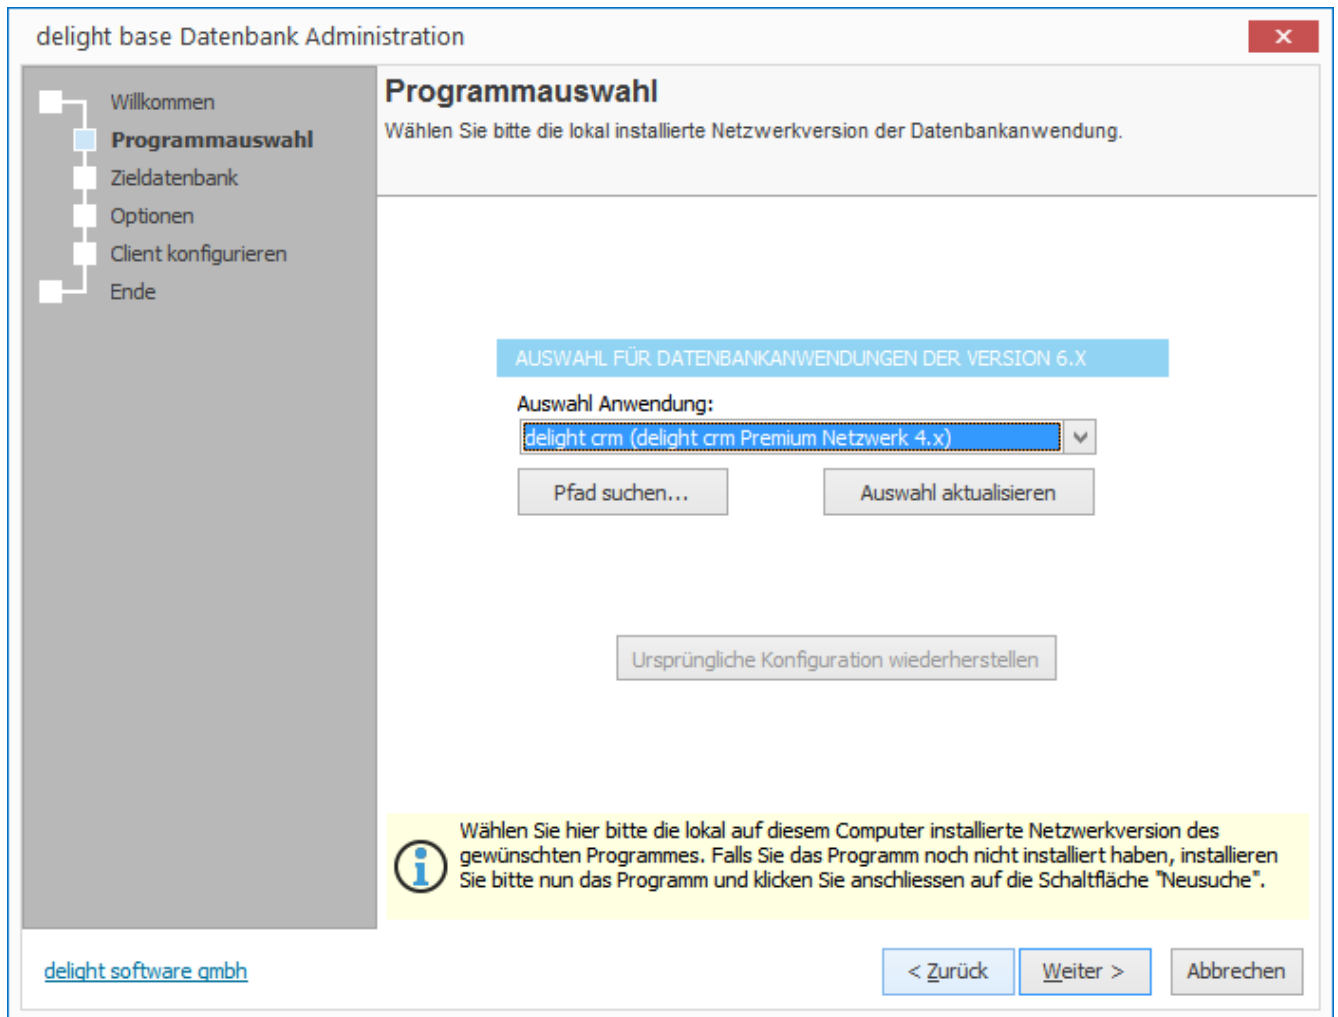 delight base Datenbank Administration
Willkommen
Programmauswahl
Zieldatenbank
Optionen
Client konfigurieren
Ende
Programmauswahl
Wählen Sie bitte die lokal installierte Netzwerkversion der Datenbankanwendung.
AUSWAHL FÜR DATENBANKANWENDUNGEN DER VERSION 6.X
Auswahl Anwendung:
delight crm (delight crm Premium Netzwerk 4.x)
Pfad suchen...
Auswahl aktualisieren
Ursprüngliche Konfiguration wiederherstellen
Wählen Sie hier bitte die lokal auf diesem Computer installierte Netzwerkversion des
gewünschten Programmes. Falls Sie das Programm noch nicht installiert haben, installieren
Sie bitte nun das Programm und klicken Sie anschliessen auf die Schaltfläche "Neusuche".
delight software gmbh
< Zurück
Weiter >
Abbrechen